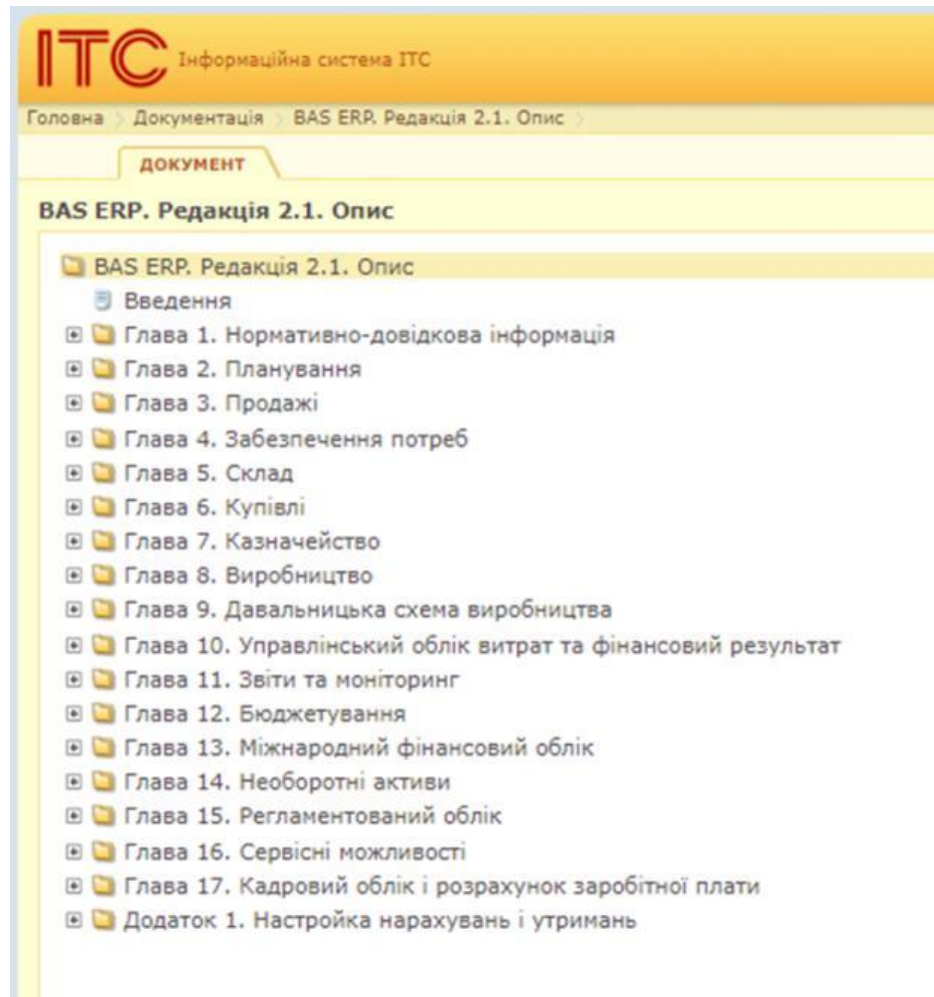 ІТС Інформаційна система ІТС
Головна Документація BAS ERP. Редакція 2.1. Опис
ДОКУМЕНТ
BAS ERP. Редакція 2.1. Опис
BAS ERP. Редакція 2.1. Опис
Введення
Глава 1. Нормативно-довідкова інформація
Глава 2. Планування
Глава 3. Продажі
Глава 4. Забезпечення потреб
Глава 5. Склад
Глава 6. Купівлі
Глава 7. Казначейство
Глава 8. Виробництво
Глава 9. Давальницька схема виробництва
Глава 10. Управлінський облік витрат та фінансовий результат
Глава 11. Звіти та моніторинг
Глава 12. Бюджетування
Глава 13. Міжнародний фінансовий облік
Глава 14. Необоротні активи
Глава 15. Регламентований облік
Глава 16. Сервісні можливості
Глава 17. Кадровий облік і розрахунок заробітної плати
Додаток 1. Настройка нарахувань і утримань